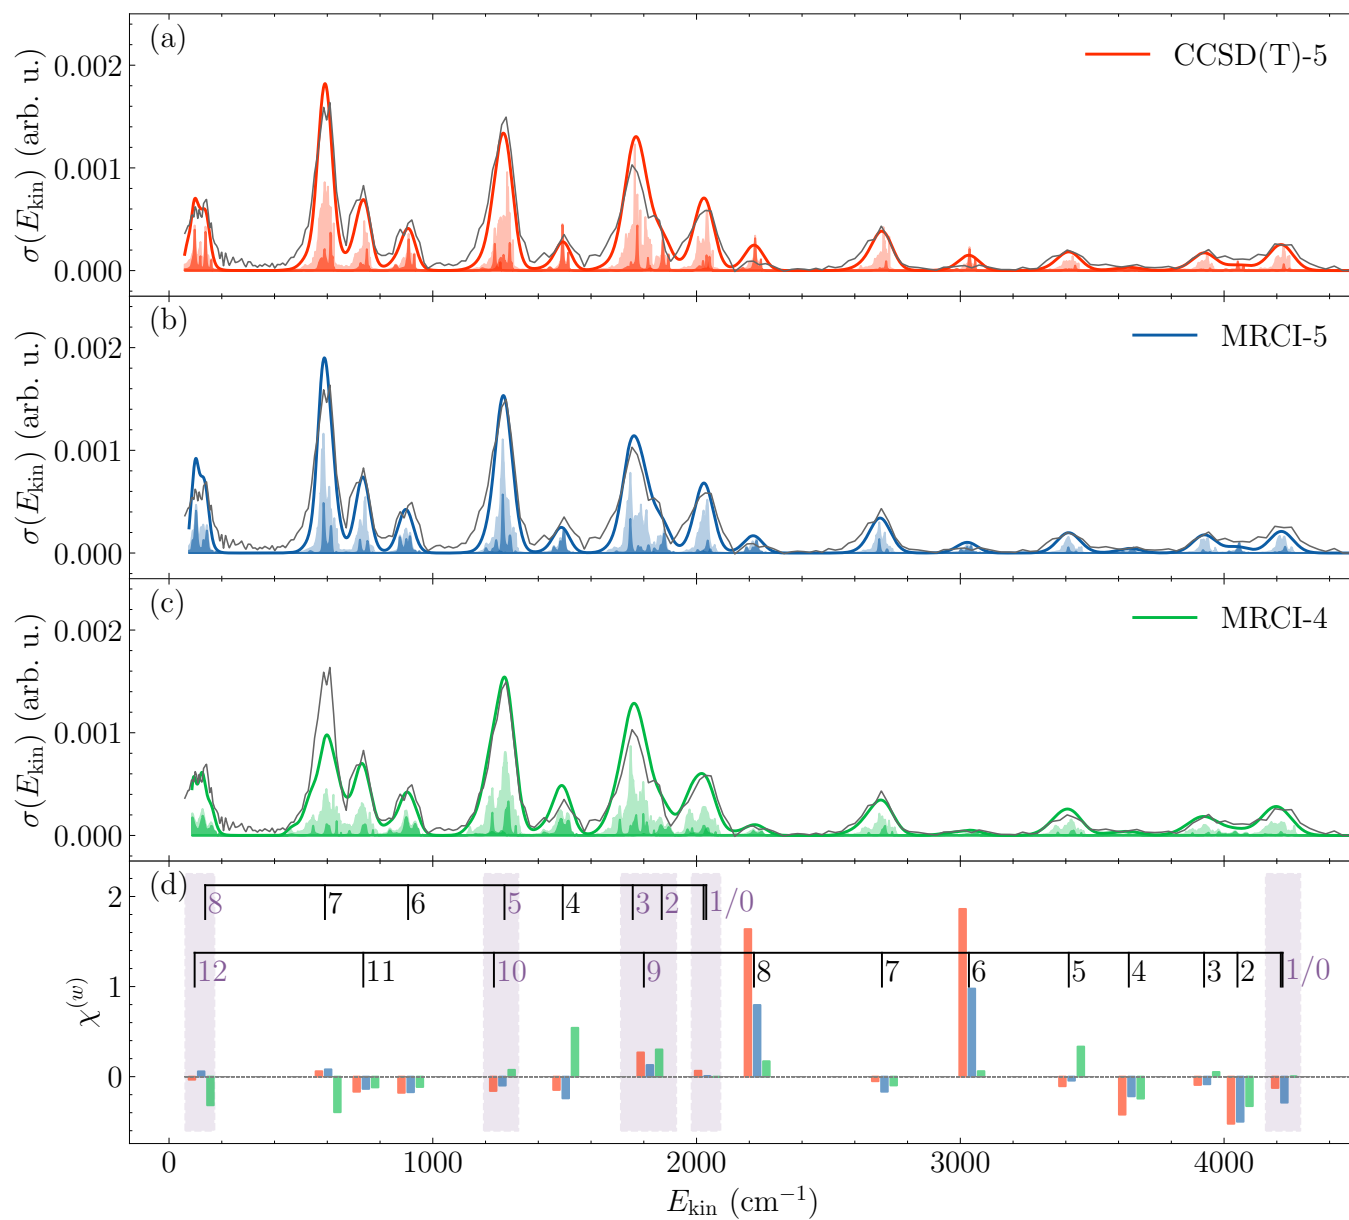 (a)
CCSD(T)-5
0.002
0.001
0.000
σ(E_kin) (arb. u.)
(b)
MRCI-5
0.002
0.001
0.000
σ(E_kin) (arb. u.)
(c)
MRCI-4
0.002
0.001
0.000
σ(E_kin) (arb. u.)
(d)
8 7 6 5 4 3 2 1/0
12 11 10 9 8 7 6 5 4 3 2 1/0
2
1
0
χ^(w)
0 1000 2000 3000 4000
E_kin (cm⁻¹)